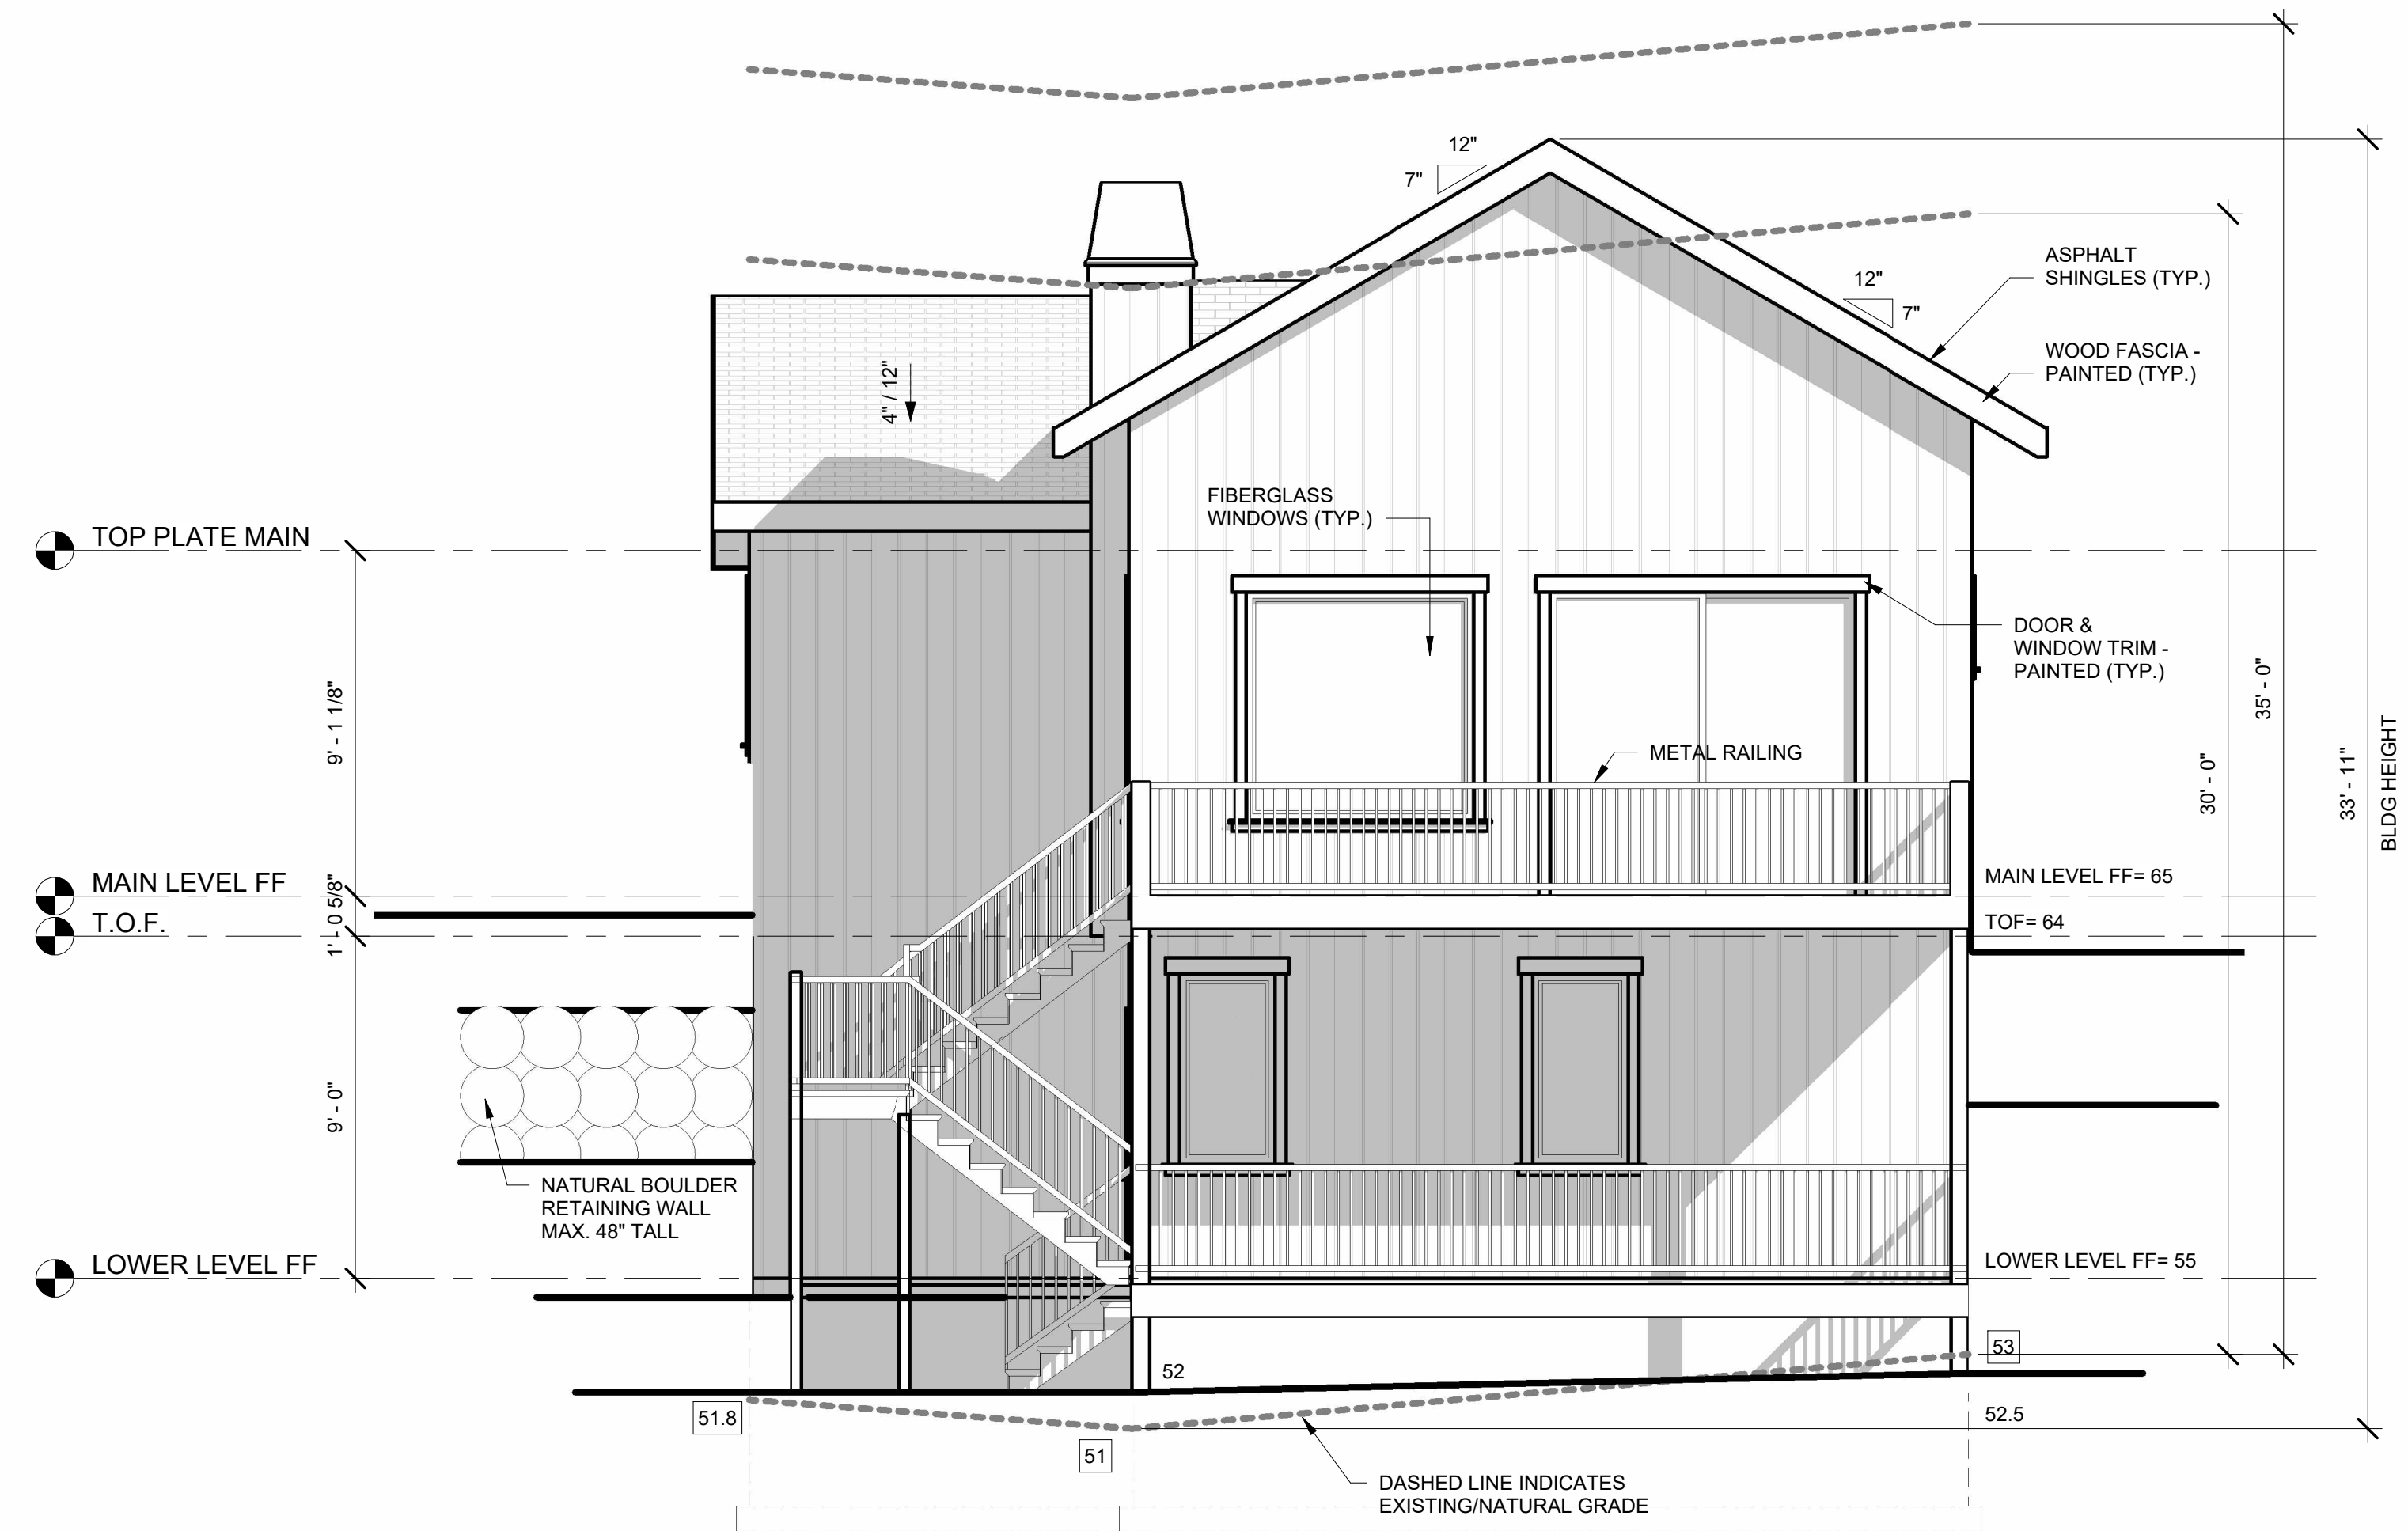 12"
7"
ASPHALT
SHINGLES (TYP.)
12"
7"
WOOD FASCIA -
PAINTED (TYP.)
4" / 12"
FIBERGLASS
WINDOWS (TYP.)
TOP PLATE MAIN
DOOR &
WINDOW TRIM -
PAINTED (TYP.)
9' - 1 1/8"
35' - 0"
30' - 0"
33' - 11"
BLDG HEIGHT
METAL RAILING
MAIN LEVEL FF
MAIN LEVEL FF= 65
1' - 0 5/8"
T.O.F.
TOF= 64
9' - 0"
NATURAL BOULDER
RETAINING WALL
MAX. 48" TALL
LOWER LEVEL FF
LOWER LEVEL FF= 55
53
52
51.8
52.5
51
DASHED LINE INDICATES
EXISTING/NATURAL GRADE